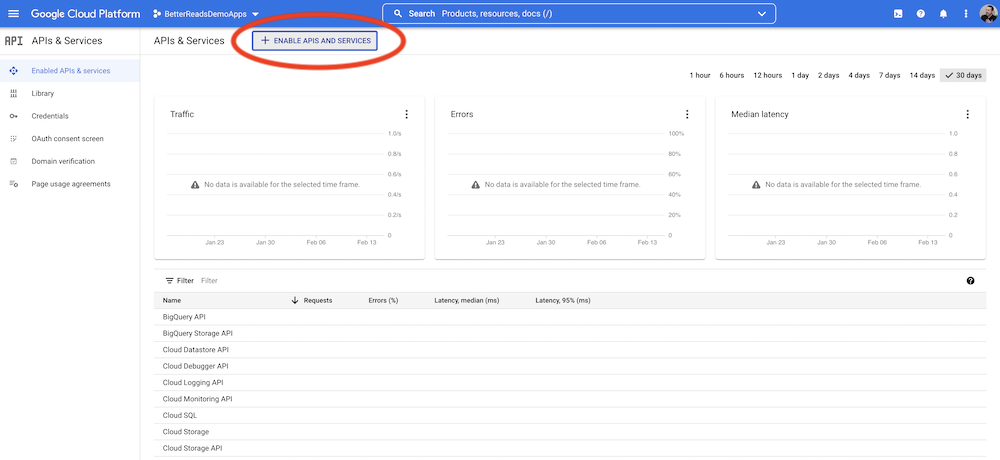 Google Cloud Platform
BetterReadsDemoApps
Search Products, resources, docs (/)
API APIs & Services
APIs & Services
ENABLE APIS AND SERVICES
Enabled APIs & services
Library
Credentials
OAuth consent screen
Domain verification
Page usage agreements
1 hour 6 hours 12 hours 1 day 2 days 4 days 7 days 14 days 30 days
Traffic
1.0/s
0.8/s
0.6/s
No data is available for the selected time frame.
0.4/s
0.2/s
0
Jan 23 Jan 30 Feb 06 Feb 13
Errors
100%
80%
60%
No data is available for the selected time frame.
40%
20%
0
Jan 23 Jan 30 Feb 06 Feb 13
Median latency
1.0
0.8
0.6
No data is available for the selected time frame.
0.4
0.2
0
Jan 23 Jan 30 Feb 06 Feb 13
Filter Filter
Name Requests Errors (%) Latency, median (ms) Latency, 95% (ms)
BigQuery API
BigQuery Storage API
Cloud Datastore API
Cloud Debugger API
Cloud Logging API
Cloud Monitoring API
Cloud SQL
Cloud Storage
Cloud Storage API